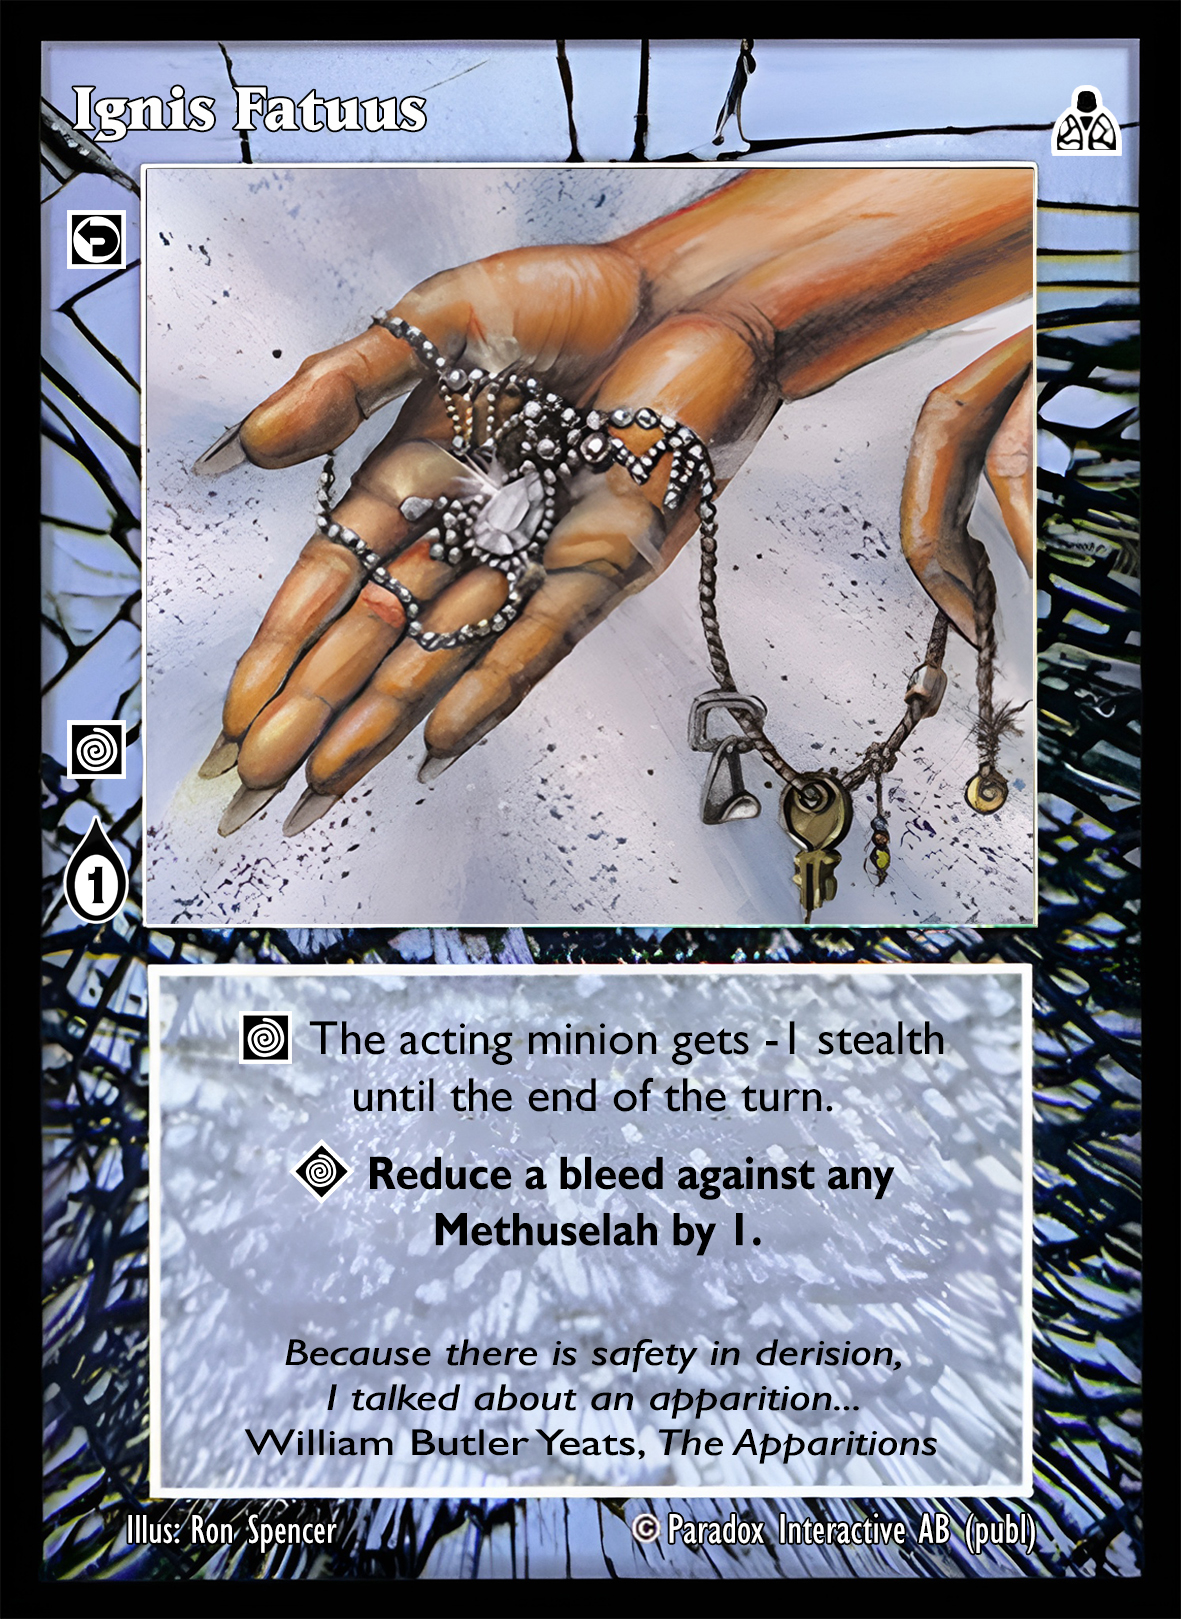 Ignis Fatuus
1
The acting minion gets -1 stealth
until the end of the turn.
Reduce a bleed against any
Methuselah by 1.
Because there is safety in derision,
I talked about an apparition...
William Butler Yeats, The Apparitions
Illus: Ron Spencer
© Paradox Interactive AB (publ)